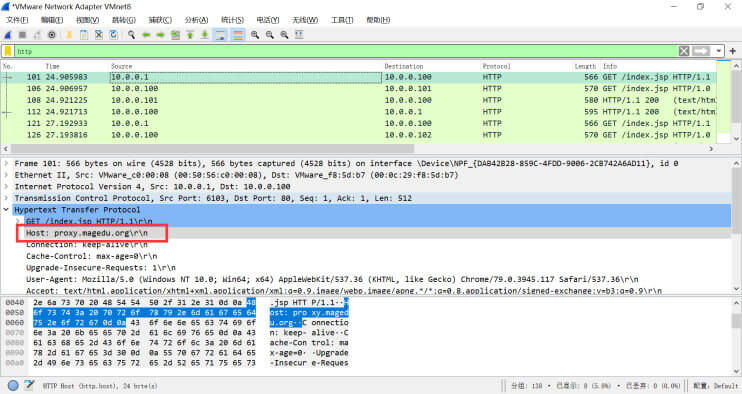 *VMware Network Adapter VMnet8
文件(F) 编辑(E) 视图(V) 跳转(G) 捕获(C) 分析(A) 统计(S) 电话(Y) 无线(W) 工具(T) 帮助(H)
http
No. Time Source Destination Protocol Length Info
101 24.905983 10.0.0.1 10.0.0.100 HTTP 566 GET /index.jsp HTTP/1.1
106 24.906957 10.0.0.100 10.0.0.101 HTTP 570 GET /index.jsp HTTP/1.0
108 24.921225 10.0.0.101 10.0.0.100 HTTP 580 HTTP/1.1 200 (text/html
112 24.921713 10.0.0.100 10.0.0.1 HTTP 595 HTTP/1.1 200 (text/html
121 27.192933 10.0.0.1 10.0.0.100 HTTP 566 GET /index.jsp HTTP/1.1
126 27.193816 10.0.0.100 10.0.0.102 HTTP 570 GET /index.jsp HTTP/1.0
Frame 101: 566 bytes on wire (4528 bits), 566 bytes captured (4528 bits) on interface \Device\NPF_{DAB42B28-859C-4FDD-9006-2CB742A6AD11}, id 0
Ethernet II, Src: VMware_c0:00:08 (00:50:56:c0:00:08), Dst: VMware_f8:5d:b7 (00:0c:29:f8:5d:b7)
Internet Protocol Version 4, Src: 10.0.0.1, Dst: 10.0.0.100
Transmission Control Protocol, Src Port: 6103, Dst Port: 80, Seq: 1, Ack: 1, Len: 512
Hypertext Transfer Protocol
GET /index.jsp HTTP/1.1\r\n
Host: proxy.magedu.org\r\n
Connection: keep-alive\r\n
Cache-Control: max-age=0\r\n
Upgrade-Insecure-Requests: 1\r\n
User-Agent: Mozilla/5.0 (Windows NT 10.0; Win64; x64) AppleWebKit/537.36 (KHTML, like Gecko) Chrome/79.0.3945.117 Safari/537.36\r\n
Accept: text/html,application/xhtml+xml,application/xml;q=0.9,image/webp,image/apng,*/*;q=0.8,application/signed-exchange;v=b3;q=0.9\r\n
0040 2e 6a 73 70 20 48 54 54 50 2f 31 2e 31 0d 0a 48 .jsp HTT P/1.1··H
0050 6f 73 74 3a 20 70 72 6f 78 79 2e 6d 61 67 65 64 ost: pro xy.maged
0060 75 2e 6f 72 67 0d 0a 43 6f 6e 6e 65 63 74 69 6f u.org··C onnectio
0070 6e 3a 20 6b 65 65 70 2d 61 6c 69 76 65 0d 0a 43 n: keep- alive··C
0080 61 63 68 65 2d 43 6f 6e 74 72 6f 6c 3a 20 6d 61 ache-Con trol: ma
0090 78 2d 61 67 65 3d 30 0d 0a 55 70 67 72 61 64 65 x-age=0· ·Upgrade
00a0 2d 49 6e 73 65 63 75 72 65 2d 52 65 71 75 65 73 -Insecur e-Reques
HTTP Host (http.host), 24 byte(s) 分组: 138 · 已显示: 8 (5.8%) · 已丢弃: 0 (0.0%) 配置: Default